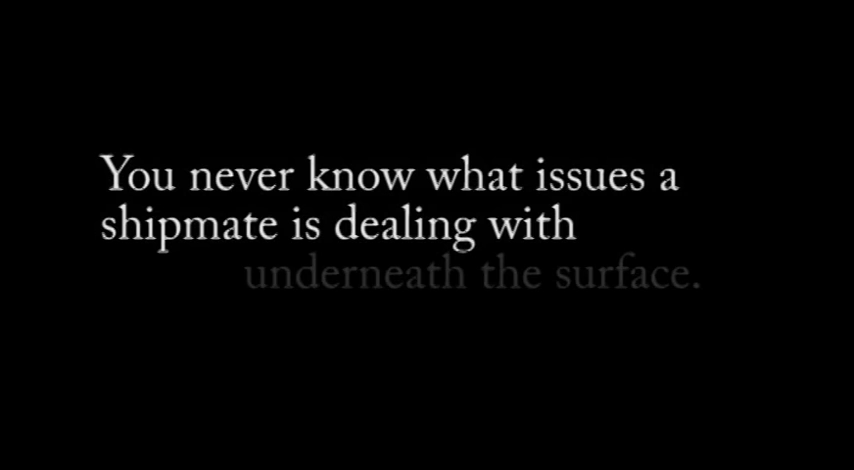 You never know what issues a
shipmate is dealing with
underneath the surface.